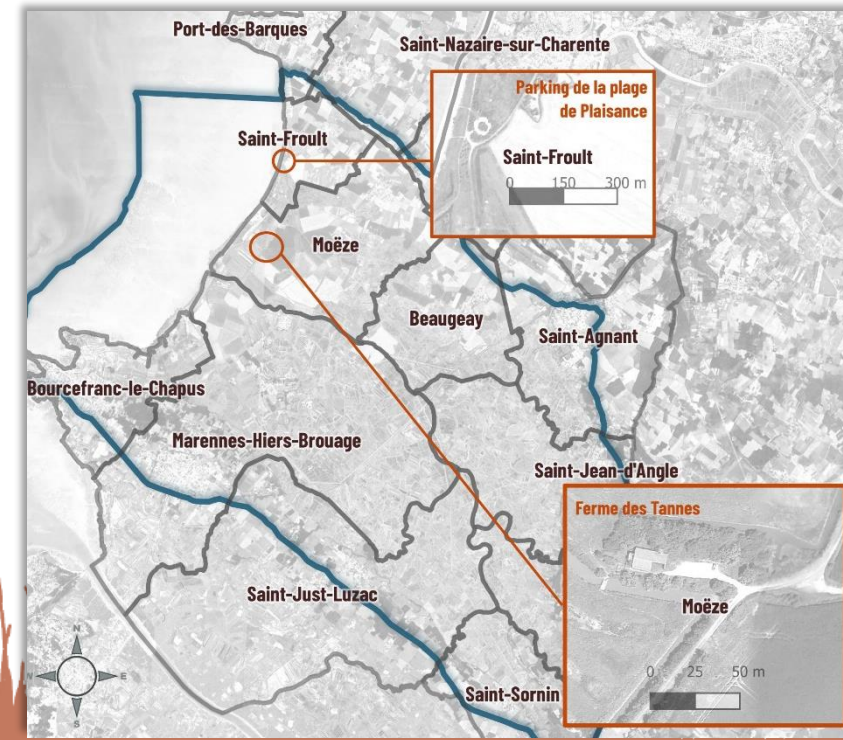 Port-des-Barques
Saint-Nazaire-sur-Charente
Parking de la plage
de Plaisance
Saint-Froult
Saint-Froult
0 150 300 m
Moëze
Beaugeay
Saint-Agnant
Bourcefranc-le-Chapus
Marennes-Hiers-Brouage
Saint-Jean-d'Angle
Ferme des Tannes
Moëze
0 25 50 m
Saint-Just-Luzac
Saint-Sornin
N
W E
S